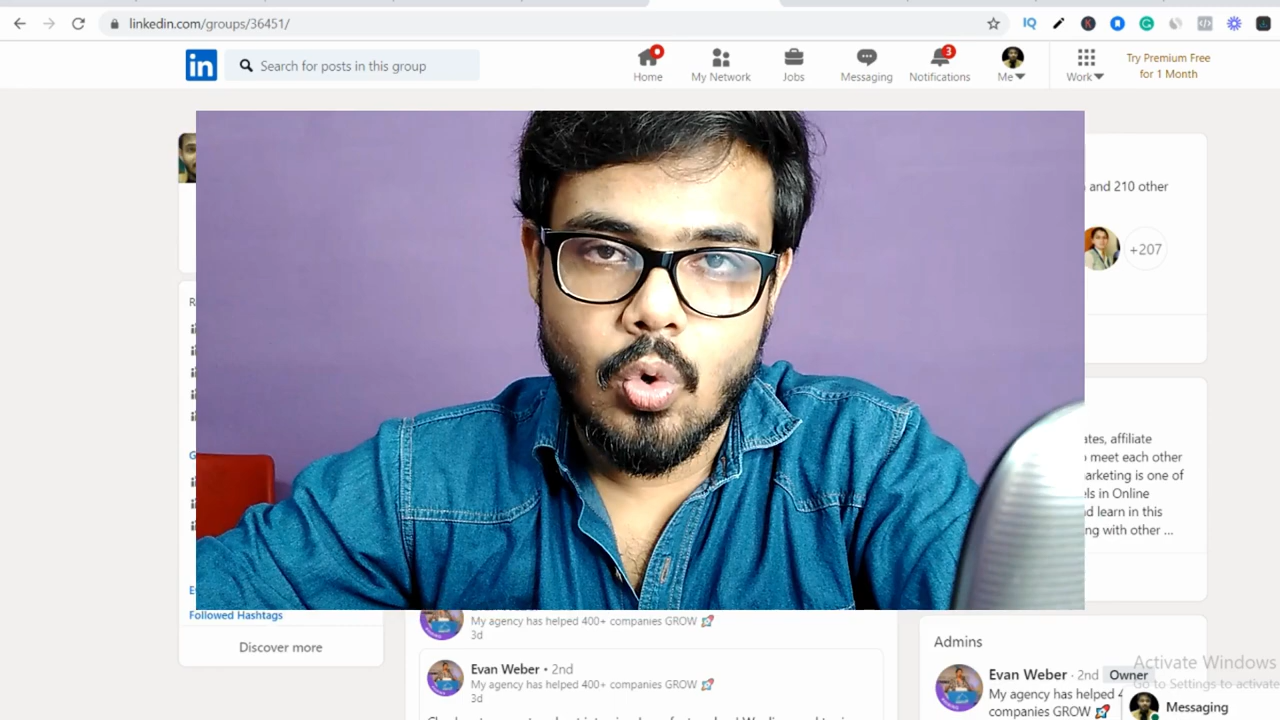 linkedin.com/groups/36451/
IQ
in
Search for posts in this group
Home
My Network
Jobs
Messaging
3
Notifications
Me
Work
Try Premium Free
for 1 Month
and 210 other
+207
ates, affiliate
meet each other
arketing is one of
ls in Online
d learn in this
ng with other ...
Followed Hashtags
Discover more
My agency has helped 400+ companies GROW 🚀
3d
Evan Weber • 2nd
My agency has helped 400+ companies GROW 🚀
3d
Admins
Evan Weber · 2nd Owner
My agency has helped 4
companies GROW 🚀
Activate Windows
Go to Settings to activate
Messaging